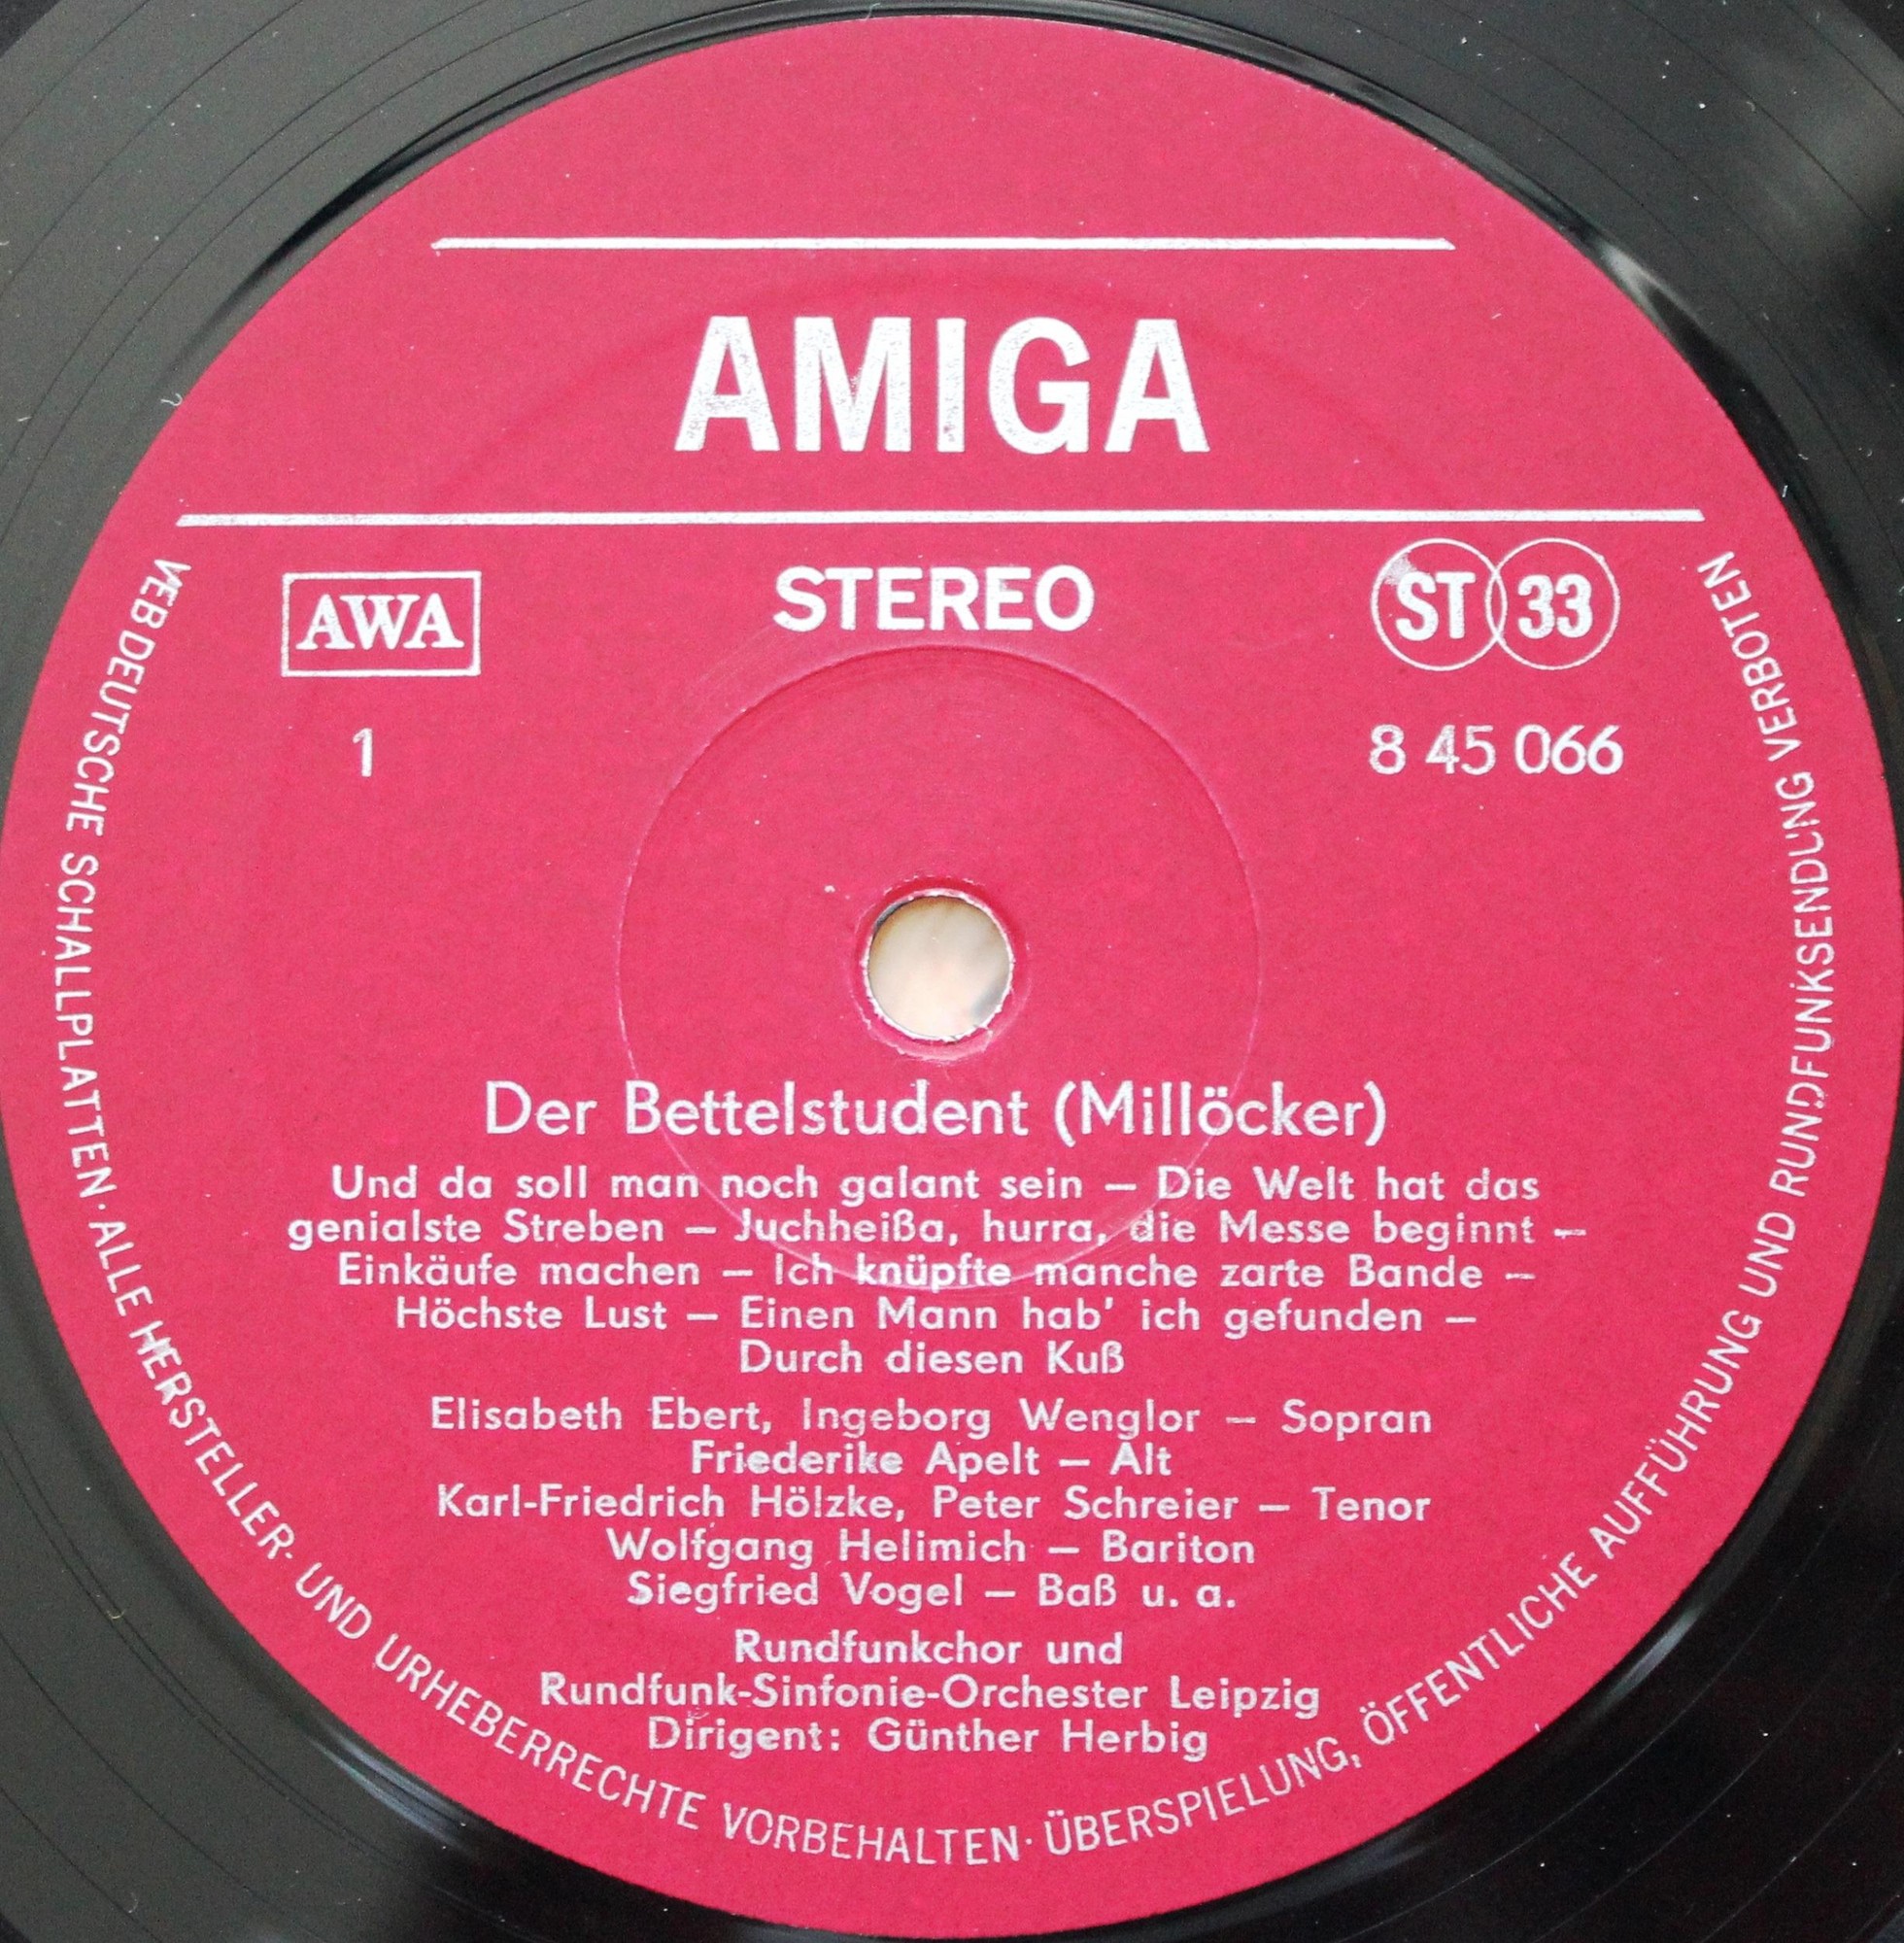 AMIGA
AWA
STEREO
ST 33
1
8 45 066
Der Bettelstudent (Millöcker)
Und da soll man noch galant sein – Die Welt hat das
genialste Streben – Juchheißa, hurra, die Messe beginnt –
Einkäufe machen – Ich knüpfte manche zarte Bande –
Höchste Lust – Einen Mann hab' ich gefunden –
Durch diesen Kuß
Elisabeth Ebert, Ingeborg Wenglor – Sopran
Friederike Apelt – Alt
Karl-Friedrich Hölzke, Peter Schreier – Tenor
Wolfgang Hellmich – Bariton
Siegfried Vogel – Baß u. a.
Rundfunkchor und
Rundfunk-Sinfonie-Orchester Leipzig
Dirigent: Günther Herbig
VEB DEUTSCHE SCHALLPLATTEN · ALLE HERSTELLER- UND URHEBERRECHTE VORBEHALTEN · ÜBERSPIELUNG, ÖFFENTLICHE AUFFÜHRUNG UND RUNDFUNKSENDUNG VERBOTEN